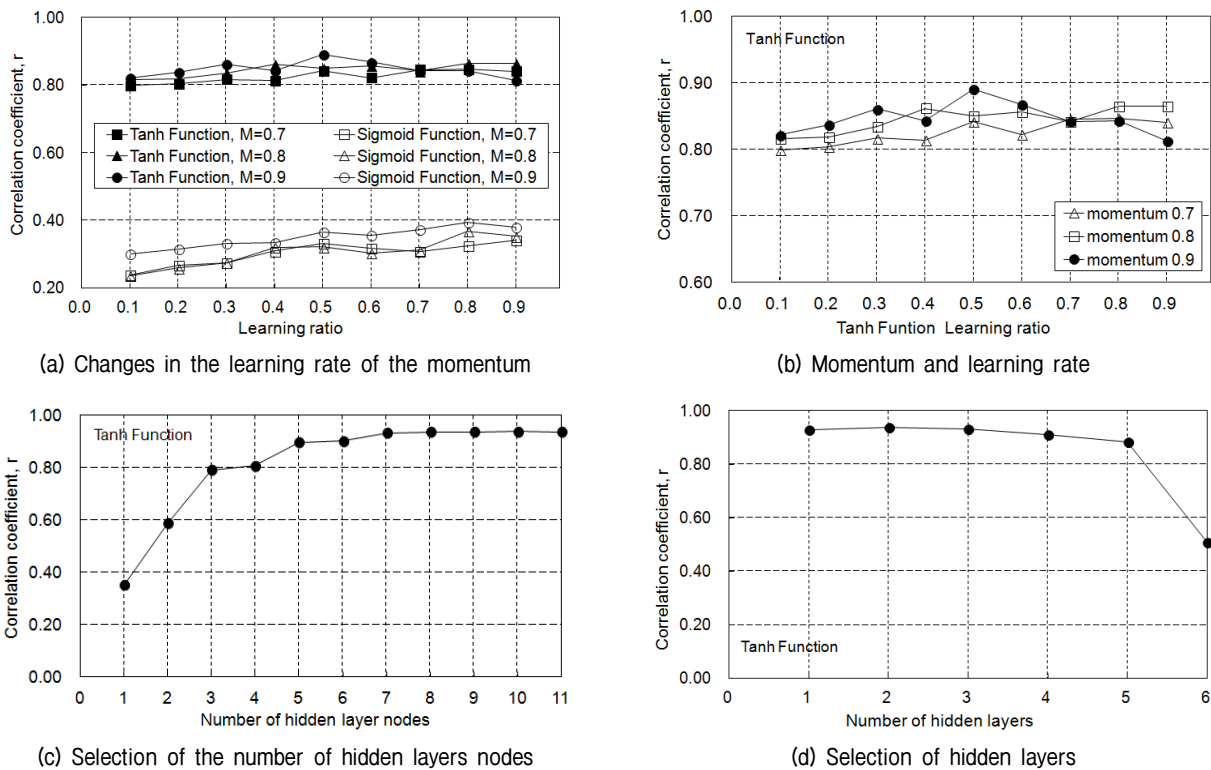 Correlation coefficient, r
1.00
0.80
0.60
0.40
0.20
Tanh Function, M=0.7
Tanh Function, M=0.8
Tanh Function, M=0.9
Sigmoid Function, M=0.7
Sigmoid Function, M=0.8
Sigmoid Function, M=0.9
0.0 0.1 0.2 0.3 0.4 0.5 0.6 0.7 0.8 0.9
Learning ratio
(a) Changes in the learning rate of the momentum
Correlation coefficient, r
1.00
0.90
0.80
0.70
0.60
Tanh Function
momentum 0.7
momentum 0.8
momentum 0.9
0.0 0.1 0.2 0.3 0.4 0.5 0.6 0.7 0.8 0.9
Tanh Funtion Learning ratio
(b) Momentum and learning rate
Correlation coefficient, r
1.00
0.80
0.60
0.40
0.20
0.00
Tanh Function
0 1 2 3 4 5 6 7 8 9 10 11
Number of hidden layer nodes
(c) Selection of the number of hidden layers nodes
Correlation coefficient, r
1.00
0.80
0.60
0.40
0.20
0.00
Tanh Function
0 1 2 3 4 5 6
Number of hidden layers
(d) Selection of hidden layers